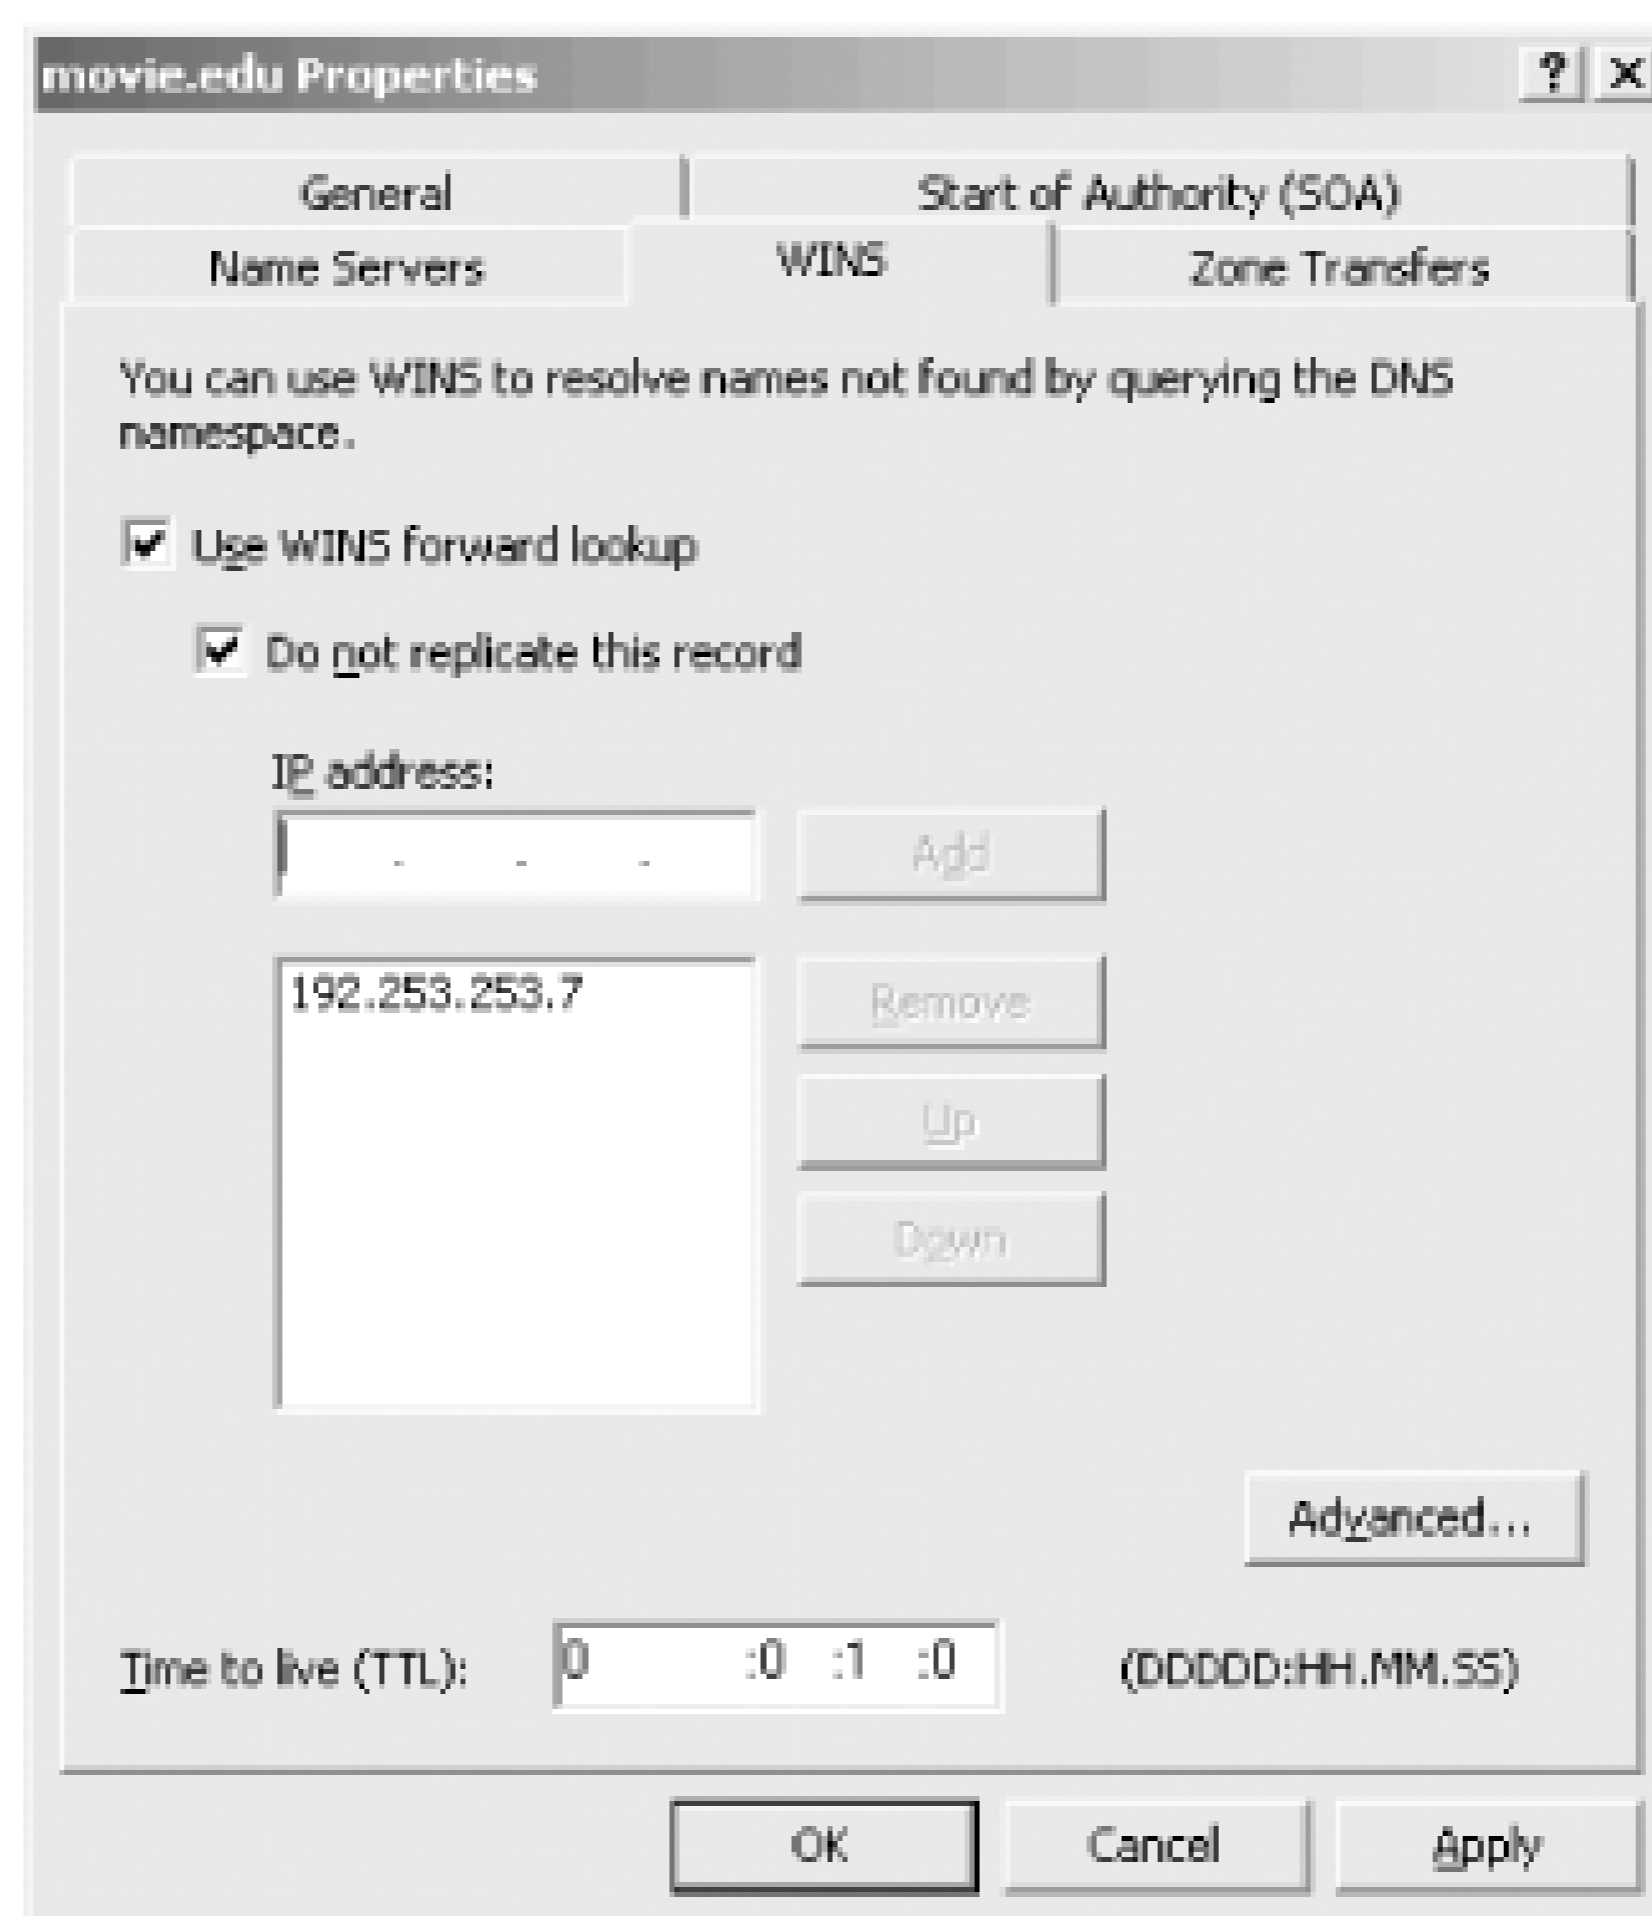 movie.edu Properties
General
Start of Authority (SOA)
Name Servers
WINS
Zone Transfers
You can use WINS to resolve names not found by querying the DNS
namespace.
Use WINS forward lookup
Do not replicate this record
IP address:
. . .
Add
192.253.253.7
Remove
Up
Down
Advanced...
Time to live (TTL):
0 :0 :1 :0
(DDDDD:HH.MM.SS)
OK
Cancel
Apply